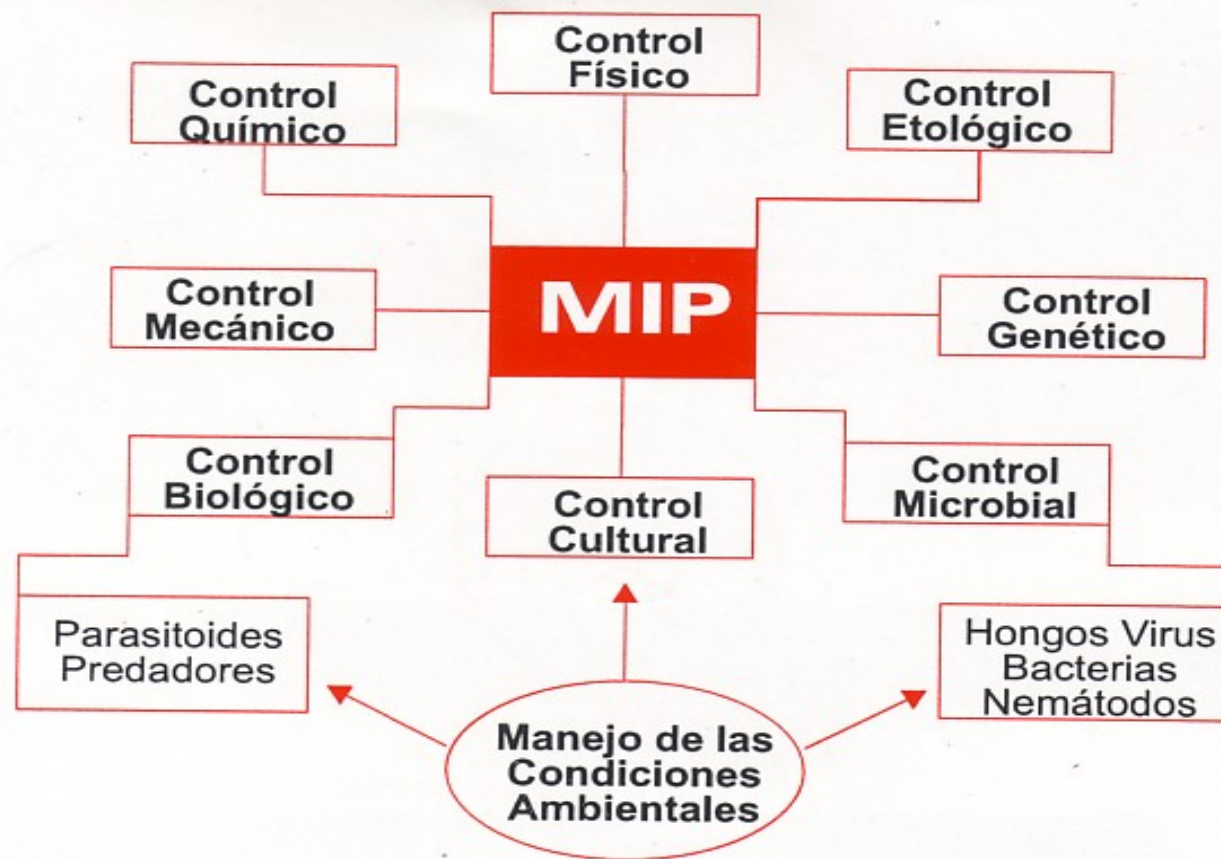 Control
Físico
Control
Químico
Control
Etológico
MIP
Control
Mecánico
Control
Genético
Control
Biológico
Control
Cultural
Control
Microbial
Parasitoides
Predadores
Hongos Virus
Bacterias
Nemátodos
Manejo de las
Condiciones
Ambientales